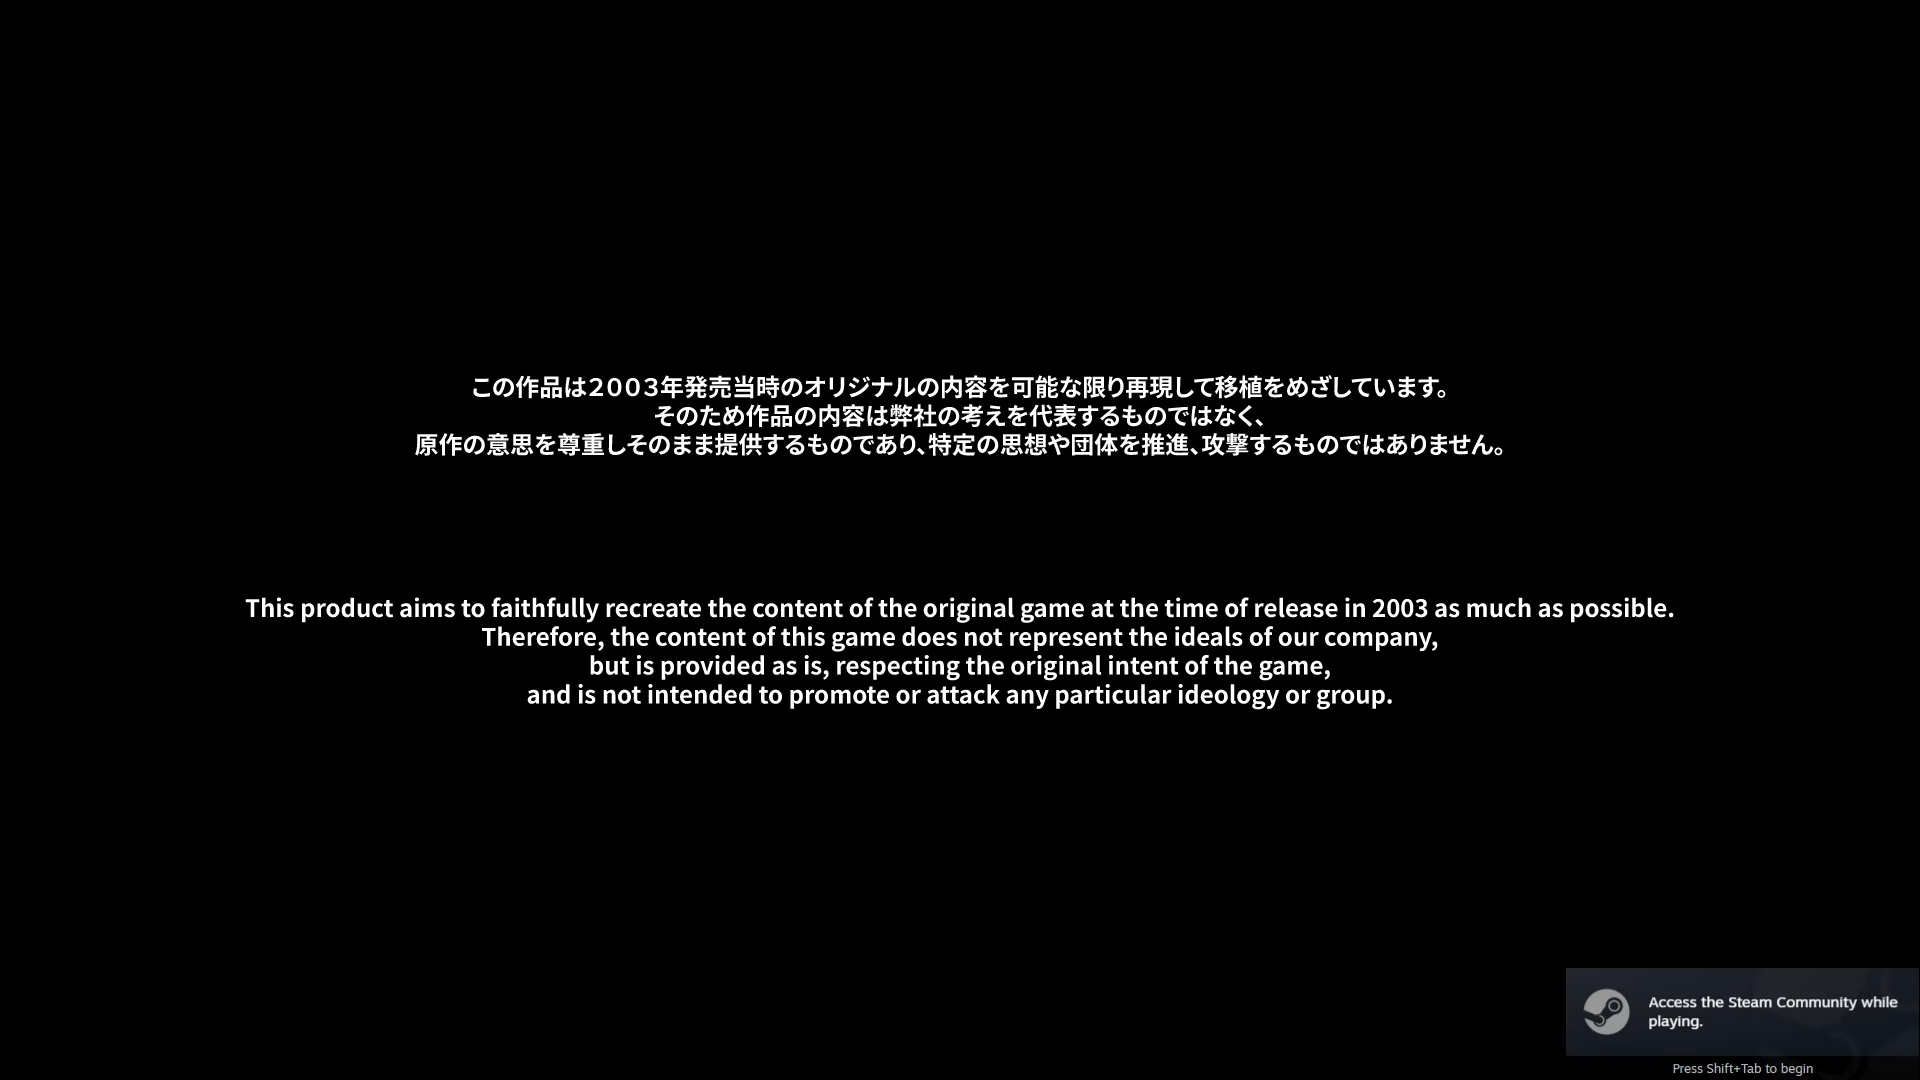 この作品は２００３年発売当時のオリジナルの内容を可能な限り再現して移植をめざしています。
そのため作品の内容は弊社の考えを代表するものではなく、
原作の意思を尊重しそのまま提供するものであり、特定の思想や団体を推進、攻撃するものではありません。
This product aims to faithfully recreate the content of the original game at the time of release in 2003 as much as possible.
Therefore, the content of this game does not represent the ideals of our company,
but is provided as is, respecting the original intent of the game,
and is not intended to promote or attack any particular ideology or group.
Access the Steam Community while
playing.
Press Shift+Tab to begin